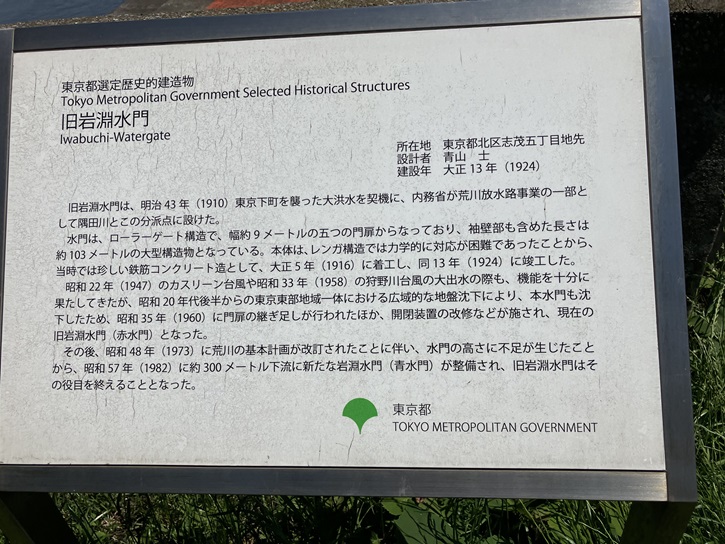 東京都選定歴史的建造物
Tokyo Metropolitan Government Selected Historical Structures
旧岩淵水門
Iwabuchi-Watergate
所在地　東京都北区志茂五丁目地先
設計者　青山　士
建設年　大正 13 年（1924）
旧岩淵水門は、明治 43 年（1910）東京下町を襲った大洪水を契機に、内務省が荒川放水路事業の一部と
して隅田川とこの分派点に設けた。
水門は、ローラーゲート構造で、幅約 9 メートルの五つの門扉からなっており、袖壁部も含めた長さは
約 103 メートルの大型構造物となっている。本体は、レンガ構造では力学的に対応が困難であったことから、
当時では珍しい鉄筋コンクリート造として、大正 5 年（1916）に着工し、同 13 年（1924）に竣工した。
昭和 22 年（1947）のカスリーン台風や昭和 33 年（1958）の狩野川台風の大出水の際も、機能を十分に
果たしてきたが、昭和 20 年代後半からの東京東部地域一体における広域的な地盤沈下により、本水門も沈
下したため、昭和 35 年（1960）に門扉の継ぎ足しが行われたほか、開閉装置の改修などが施され、現在の
旧岩淵水門（赤水門）となった。
その後、昭和 48 年（1973）に荒川の基本計画が改訂されたことに伴い、水門の高さに不足が生じたこと
から、昭和 57 年（1982）に約 300 メートル下流に新たな岩淵水門（青水門）が整備され、旧岩淵水門はそ
の役目を終えることとなった。
東京都
TOKYO METROPOLITAN GOVERNMENT